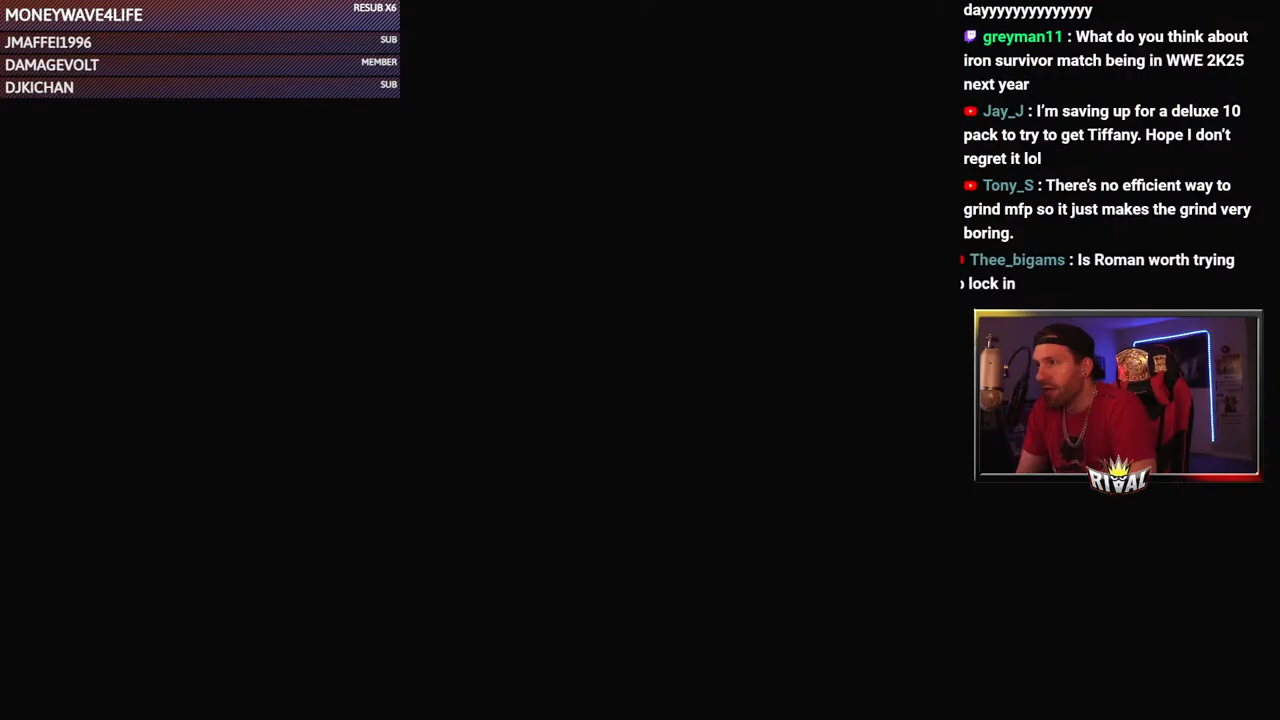 MONEYWAVE4LIFE RESUB X6
JMAFFEI1996 SUB
DAMAGEVOLT MEMBER
DJKICHAN SUB
dayyyyyyyyyyyyy
greyman11 : What do you think about
iron survivor match being in WWE 2K25
next year
Jay_J : I'm saving up for a deluxe 10
pack to try to get Tiffany. Hope I don't
regret it lol
Tony_S : There's no efficient way to
grind mfp so it just makes the grind very
boring.
Thee_bigams : Is Roman worth trying
lock in
RIVAL